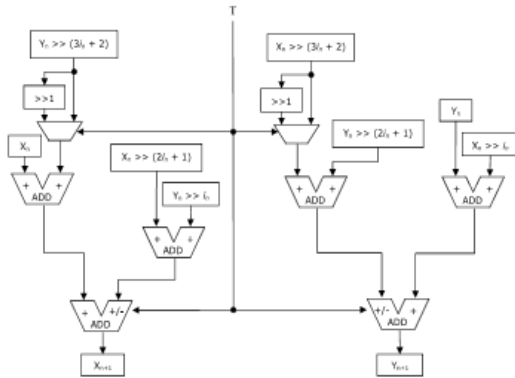 T
Yₙ >> (3iₙ + 2)
Xₙ >> (3iₙ + 2)
>>1
>>1
Xₙ
Xₙ >> (2iₙ + 1)
Yₙ >> (2iₙ + 1)
Yₙ
Xₙ >> iₙ
+ +
ADD
Yₙ >> iₙ
+ +
ADD
+ +
ADD
+ +
ADD
+ +/-
ADD
+/- +
ADD
Xₙ₊₁
Yₙ₊₁